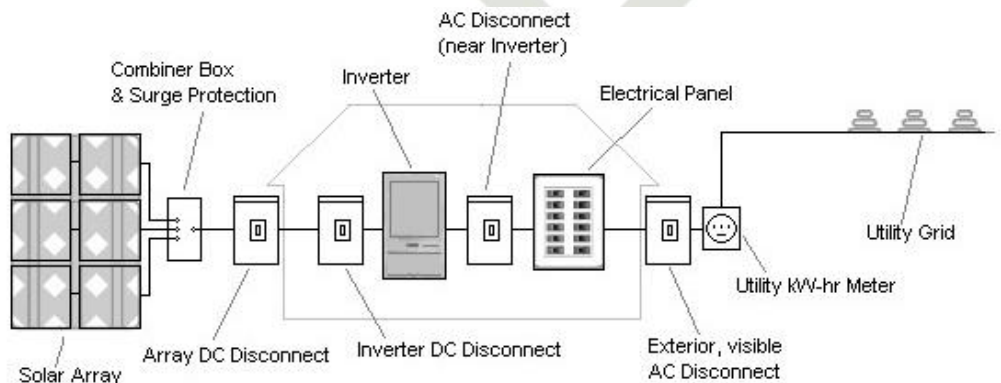 AC Disconnect
(near Inverter)
Combiner Box
& Surge Protection
Inverter
Electrical Panel
Utility Grid
Utility kW-hr Meter
Array DC Disconnect
Inverter DC Disconnect
Exterior, visible
AC Disconnect
Solar Array